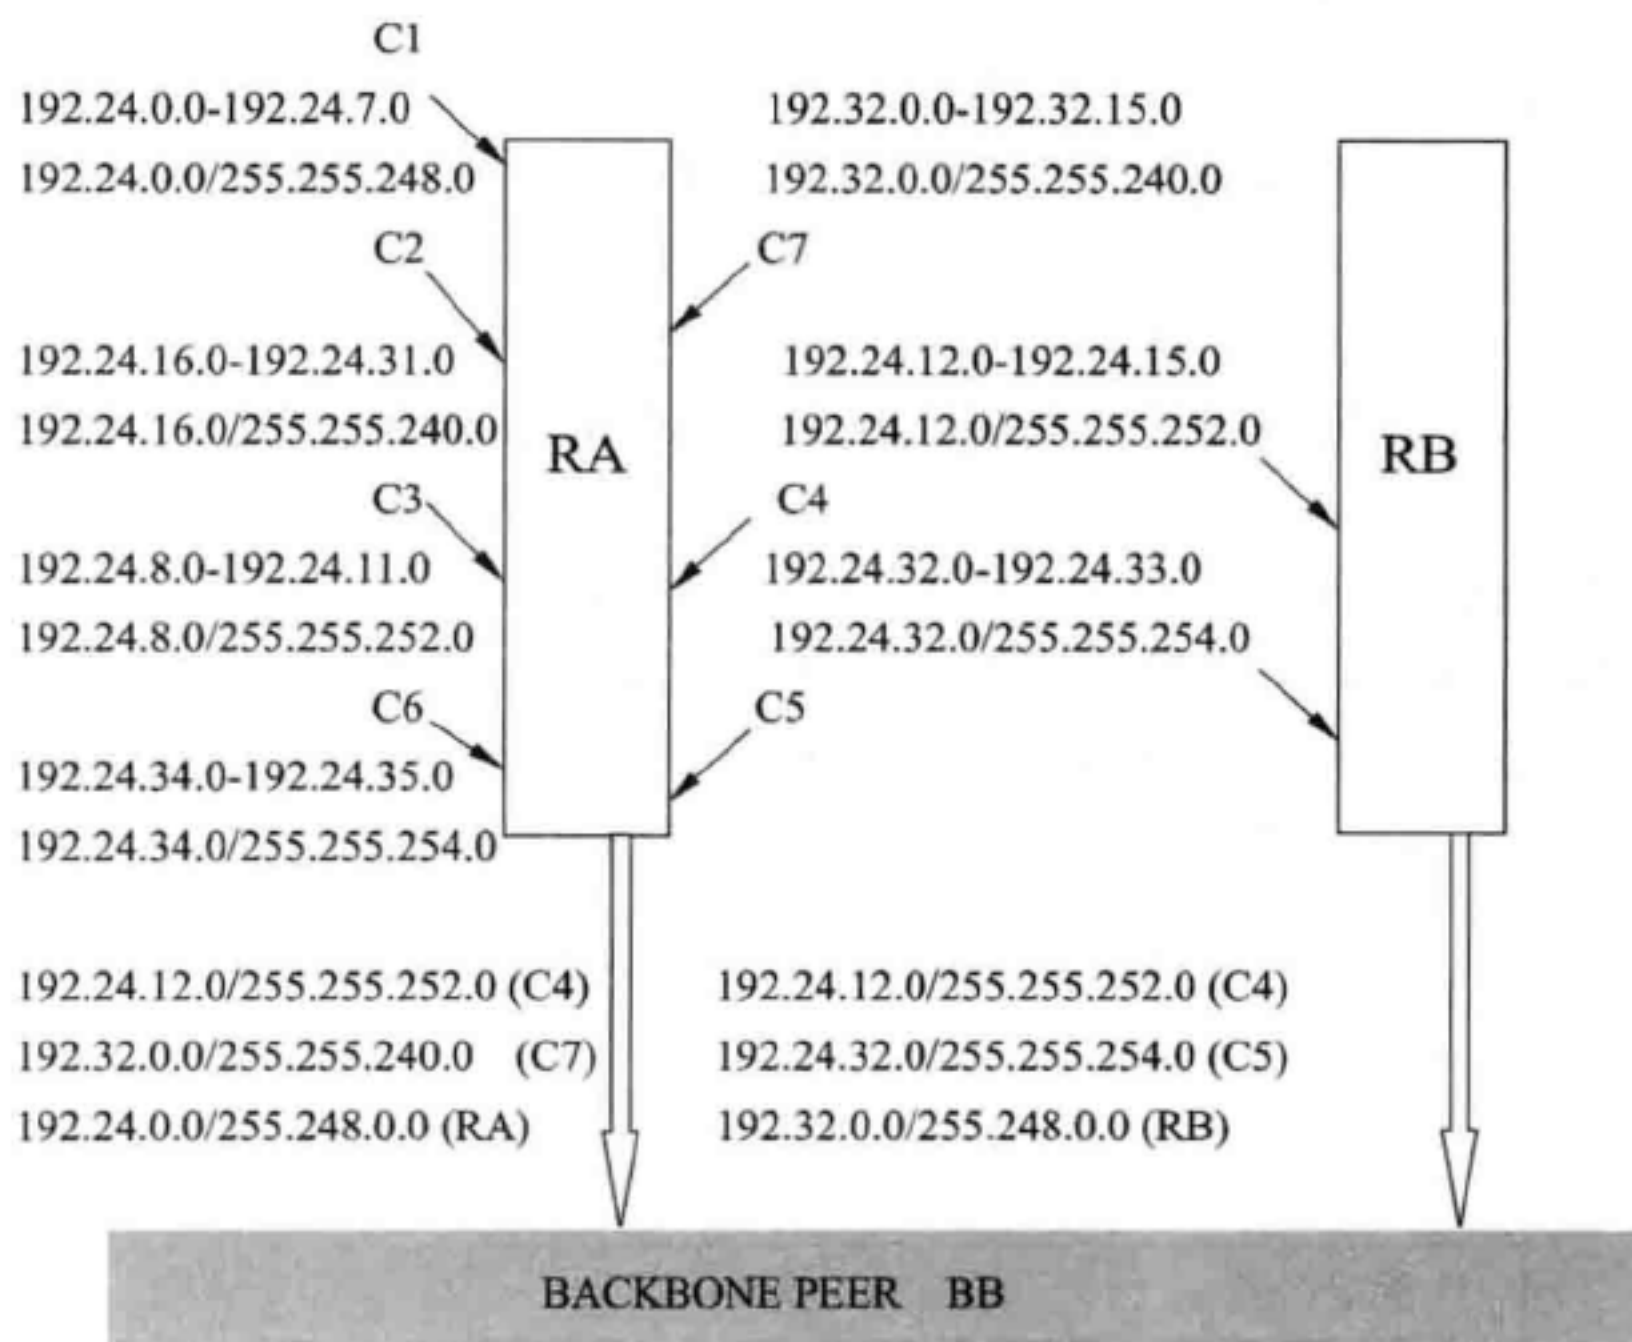 C1
192.24.0.0-192.24.7.0
192.24.0.0/255.255.248.0
C2
192.24.16.0-192.24.31.0
192.24.16.0/255.255.240.0
C3
192.24.8.0-192.24.11.0
192.24.8.0/255.255.252.0
C6
192.24.34.0-192.24.35.0
192.24.34.0/255.255.254.0
RA
192.32.0.0-192.32.15.0
192.32.0.0/255.255.240.0
C7
192.24.12.0-192.24.15.0
192.24.12.0/255.255.252.0
C4
192.24.32.0-192.24.33.0
192.24.32.0/255.255.254.0
C5
RB
192.24.12.0/255.255.252.0 (C4)
192.32.0.0/255.255.240.0 (C7)
192.24.0.0/255.248.0.0 (RA)
192.24.12.0/255.255.252.0 (C4)
192.24.32.0/255.255.254.0 (C5)
192.32.0.0/255.248.0.0 (RB)
BACKBONE PEER BB